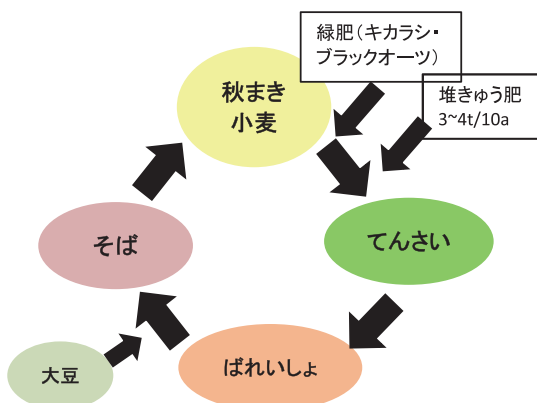 緑肥(キカラシ・
ブラックオーツ)
秋まき
小麦
堆きゅう肥
3~4t/10a
てんさい
そば
ばれいしょ
大豆